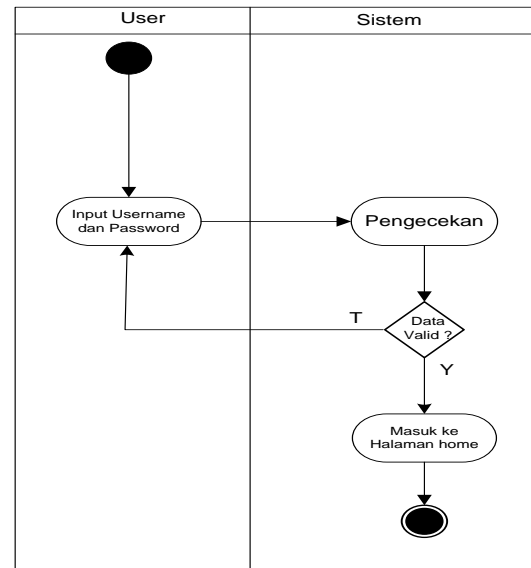 User
Sistem
Input Username
dan Password
Pengecekan
Data
Valid ?
T
Y
Masuk ke
Halaman home